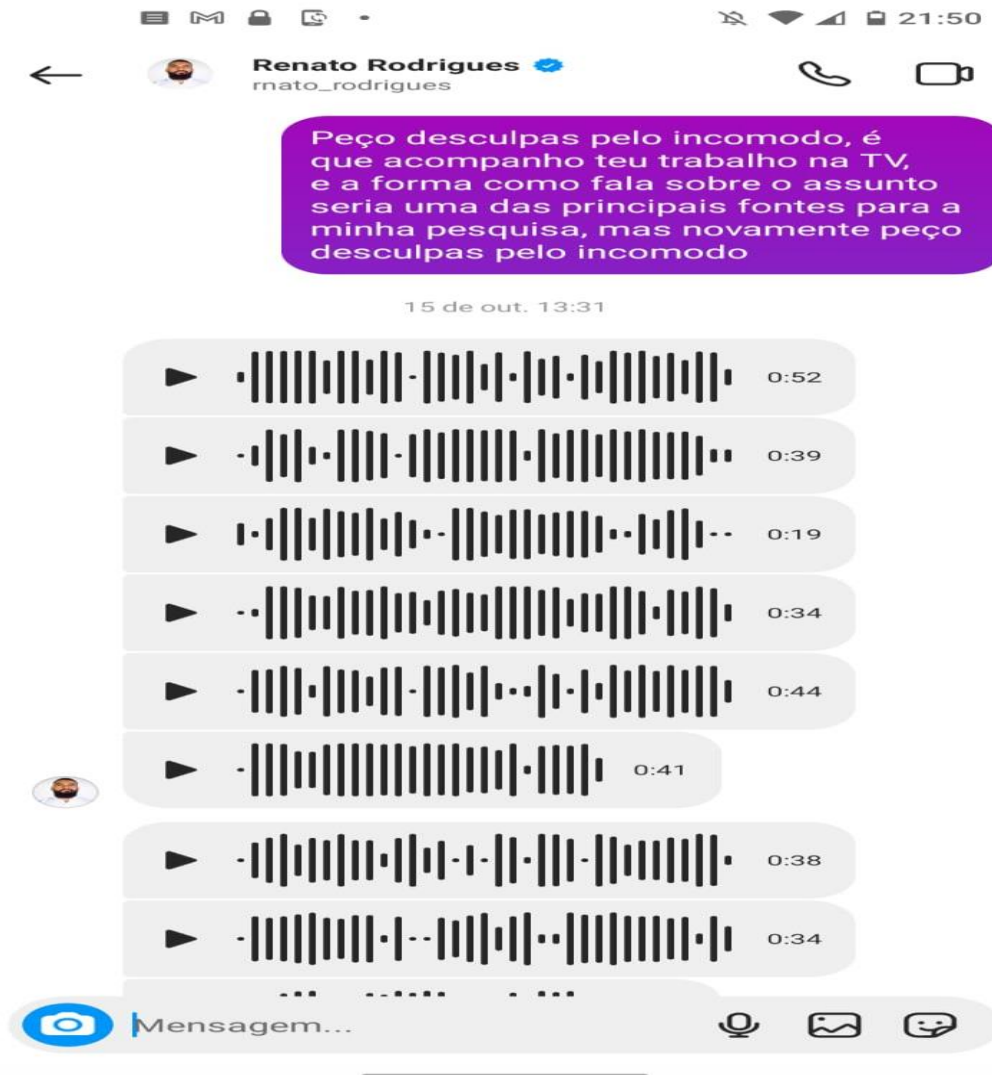 21:50
Renato Rodrigues
rnato_rodrigues
Peço desculpas pelo incomodo, é
que acompanho teu trabalho na TV,
e a forma como fala sobre o assunto
seria uma das principais fontes para a
minha pesquisa, mas novamente peço
desculpas pelo incomodo
15 de out. 13:31
0:52
0:39
0:19
0:34
0:44
0:41
0:38
0:34
Mensagem...